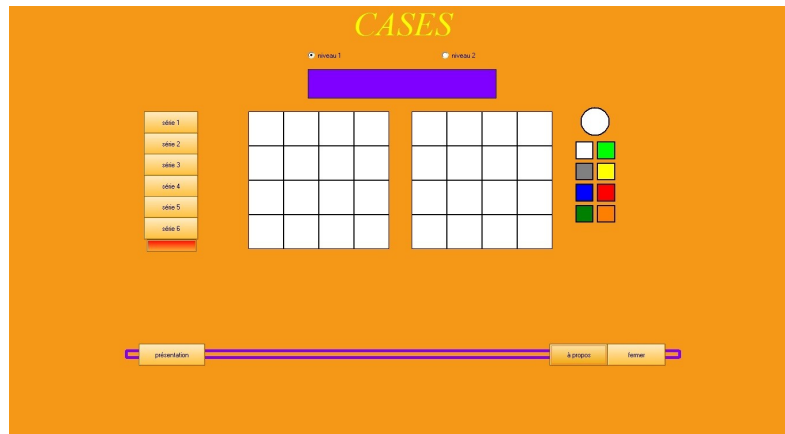 CASES
niveau 1 niveau 2
série 1
série 2
série 3
série 4
série 5
série 6
présentation à propos fermer